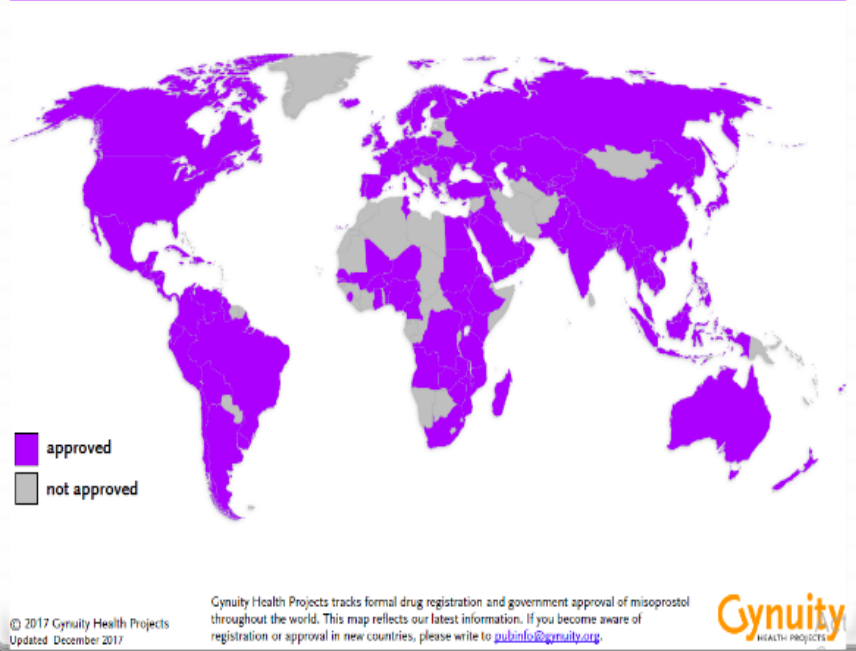 approved
not approved
© 2017 Gynuity Health Projects
Updated December 2017
Gynuity Health Projects tracks formal drug registration and government approval of misoprostol
throughout the world. This map reflects our latest information. If you become aware of
registration or approval in new countries, please write to pubinfo@gynuity.org.
Gynuity
HEALTH PROJECTS